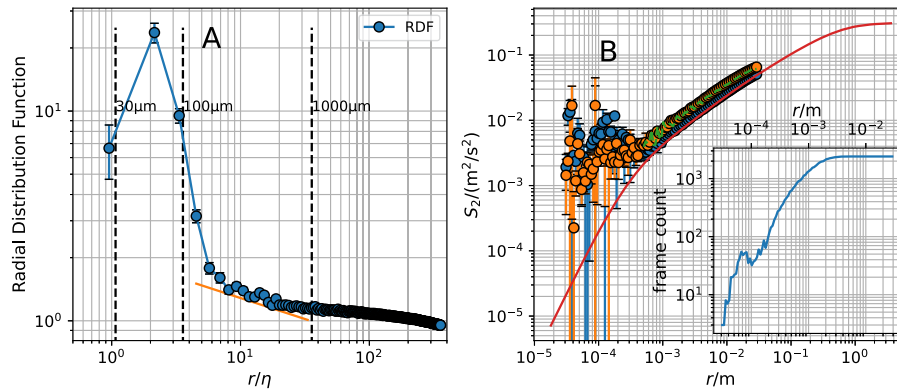 A
RDF
30μm
100μm
1000μm
Radial Distribution Function
10¹
10⁰
10⁰
10¹
10²
r/η
B
S₂/(m²/s²)
10⁻¹
10⁻²
10⁻³
10⁻⁴
10⁻⁵
10⁻⁵
10⁻⁴
10⁻³
10⁻²
10⁻¹
10⁰
r/m
r/m
10⁻⁴
10⁻³
10⁻²
frame count
10³
10²
10¹